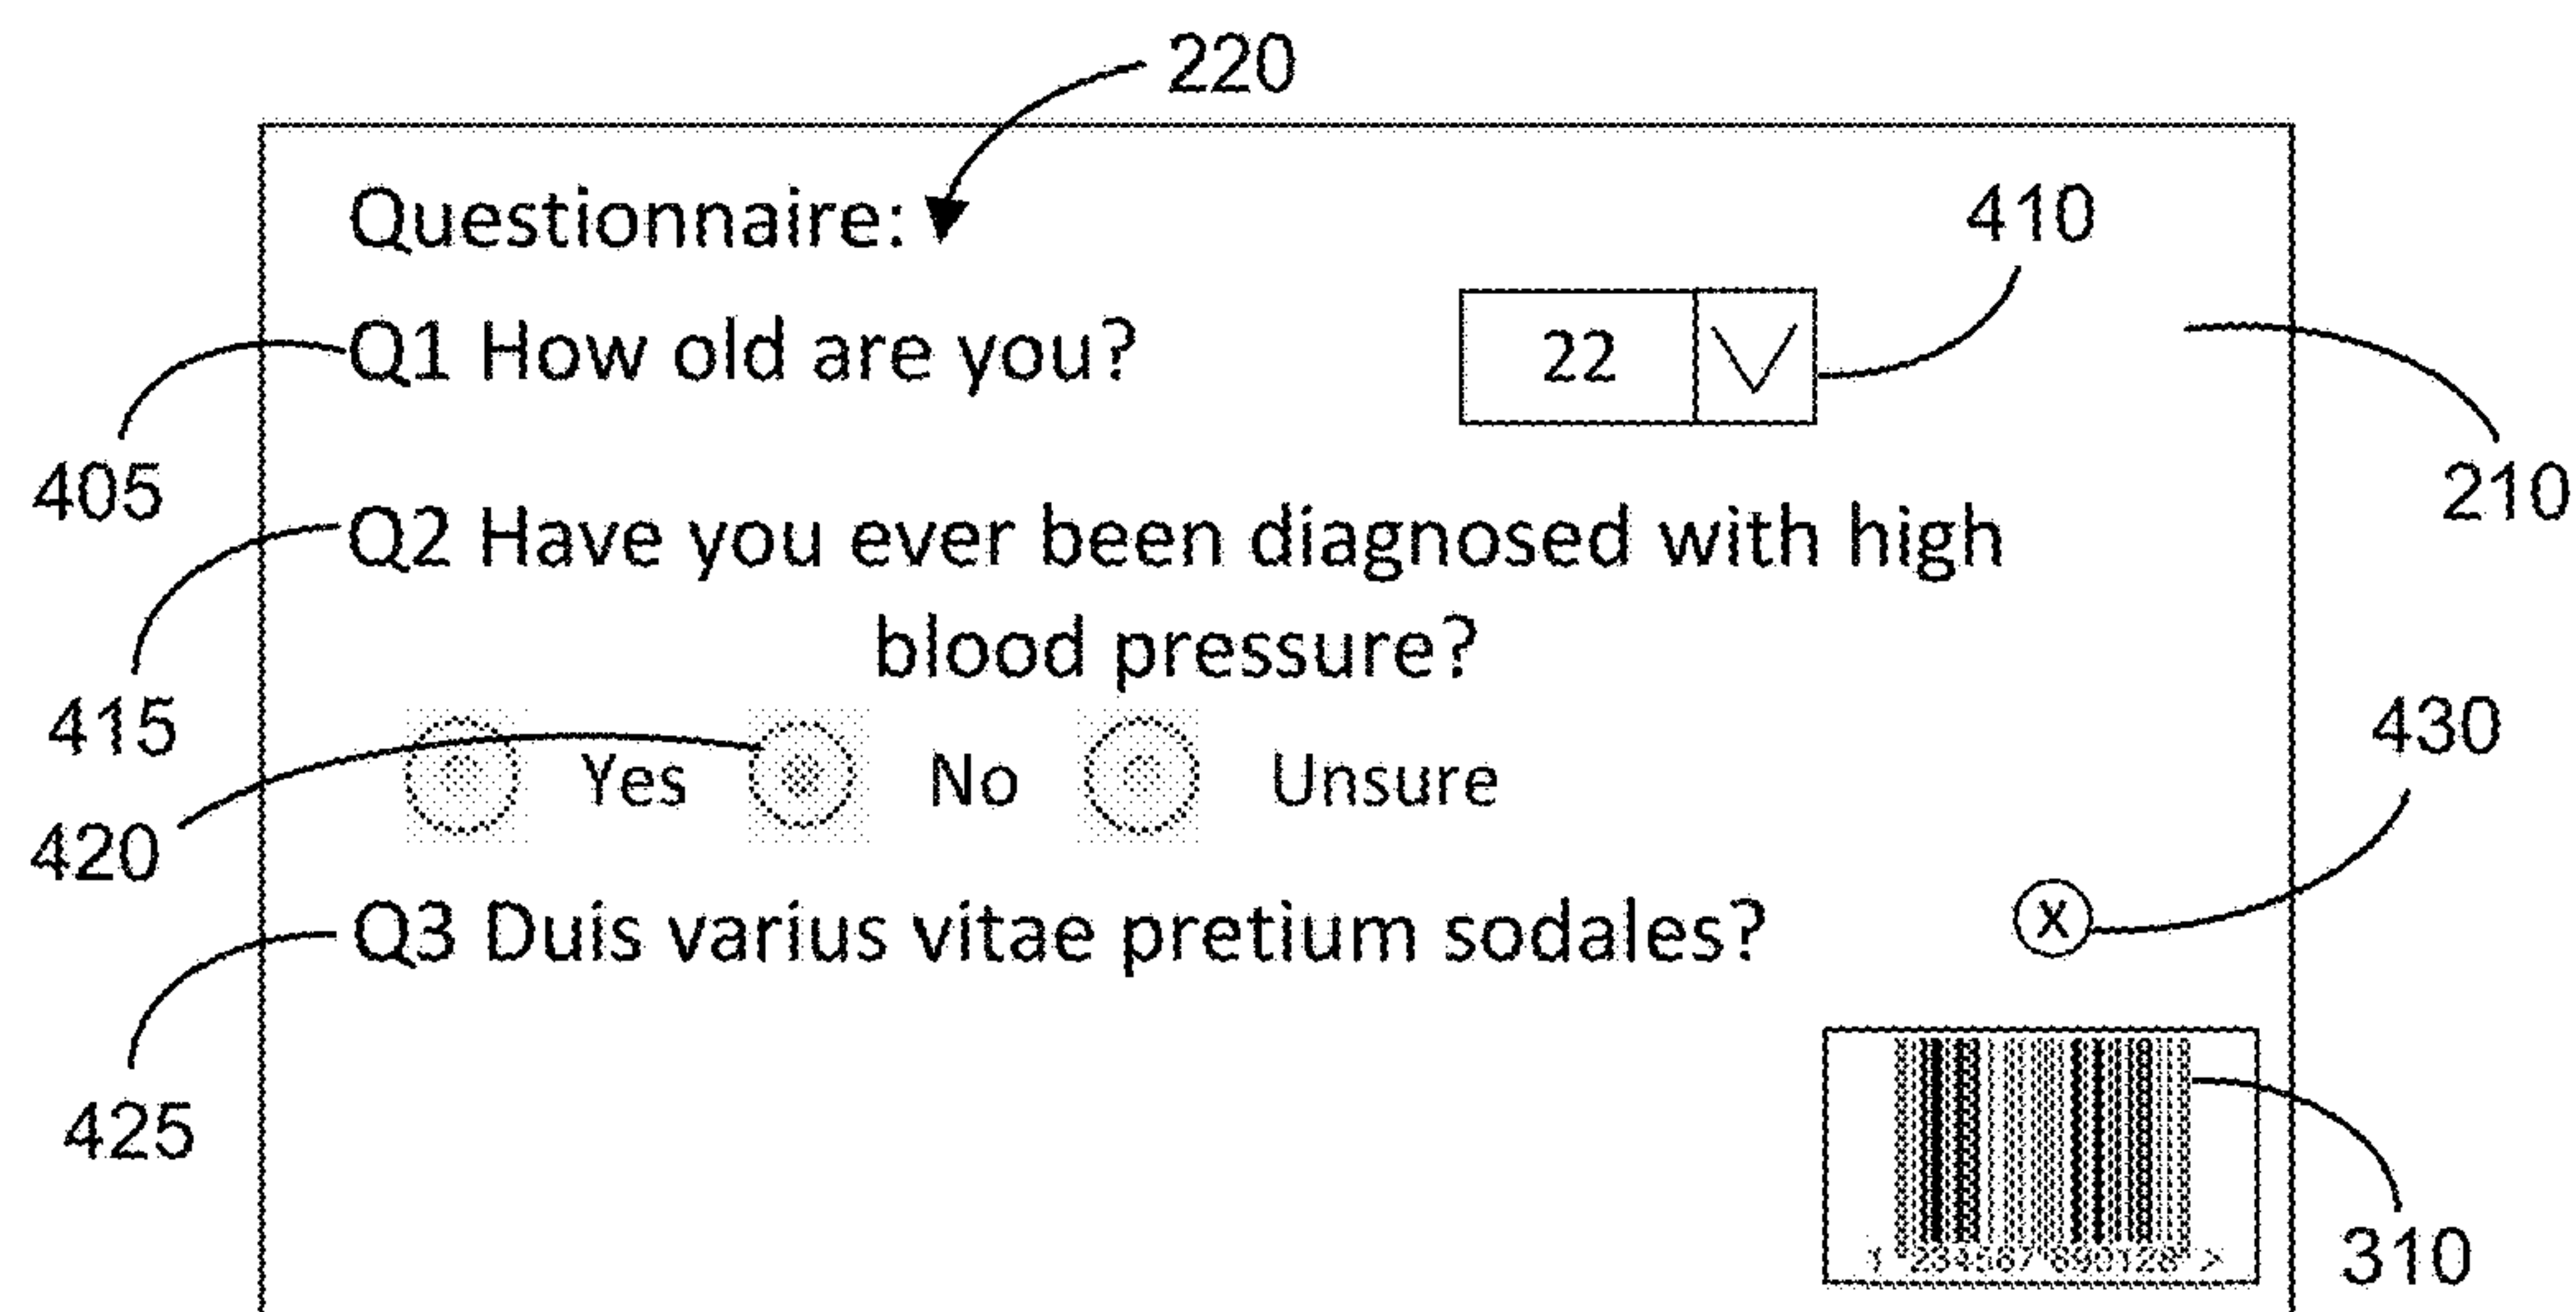 220
Questionnaire:
410
Q1 How old are you?
22
405
210
Q2 Have you ever been diagnosed with high
blood pressure?
415
430
Yes No Unsure
420
Q3 Duis varius vitae pretium sodales?
X
425
310